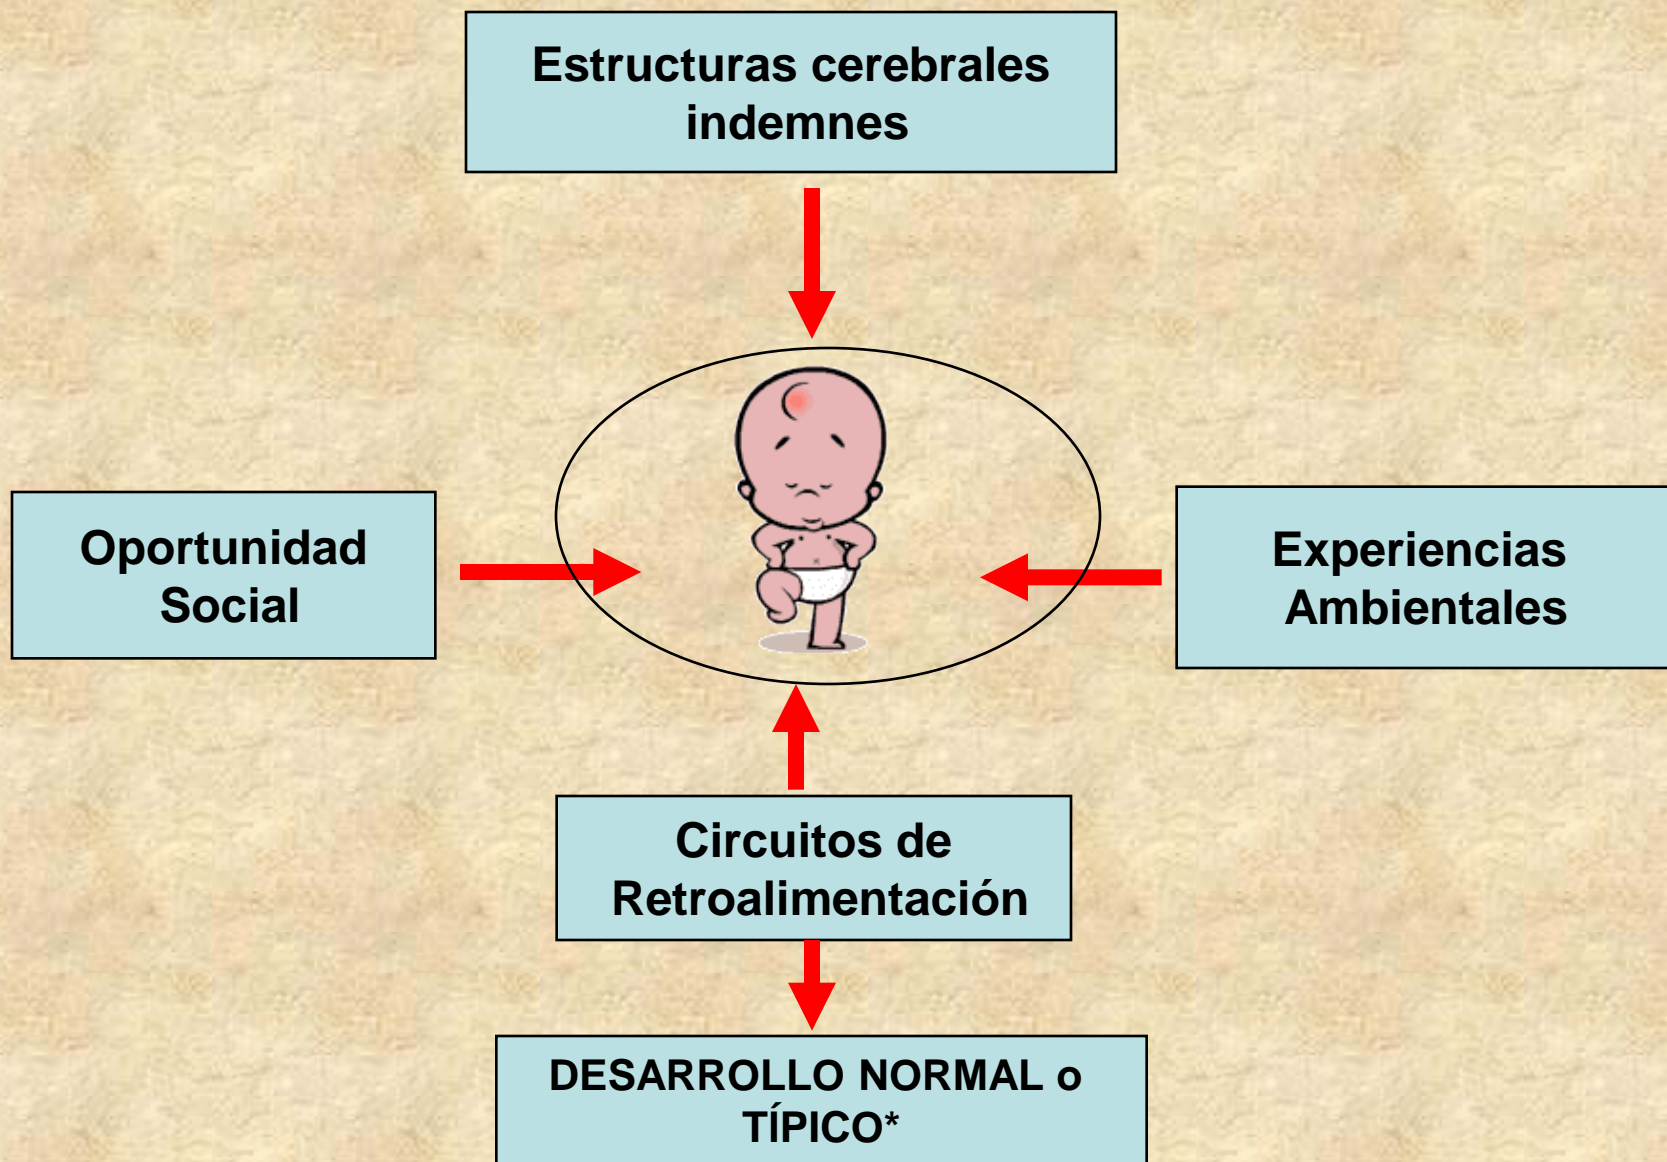 Estructuras cerebrales
indemnes
Oportunidad
Social
Experiencias
Ambientales
Circuitos de
Retroalimentación
DESARROLLO NORMAL o
TÍPICO*